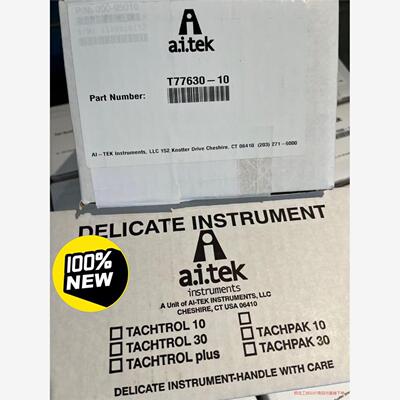 a.i.tek
Part Number:
T77630-10
AI-TEK Instruments, LLC 152 Knotter Drive Cheshire, CT 06410 (203) 271-6000
DELICATE INSTRUMENT
100%
NEW
a.i.tek
instruments
A Unit of AI-TEK INSTRUMENTS, LLC
CHESHIRE, CT USA 06410
TACHTROL 10
TACHTROL 30
TACHTROL plus
TACHPAK 10
TACHPAK 30
DELICATE INSTRUMENT-HANDLE WITH CARE